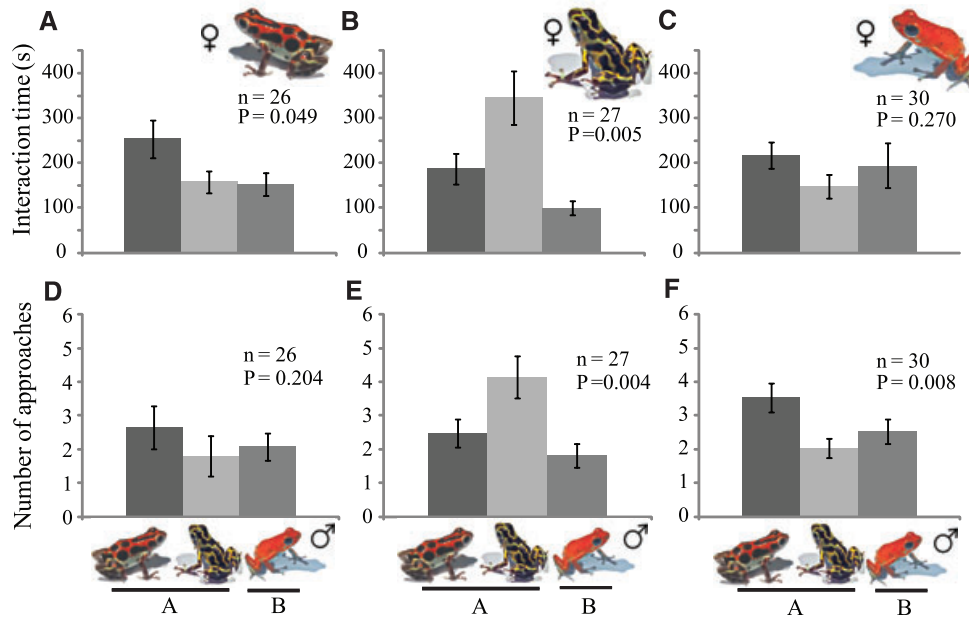 A
♀
B
♀
C
♀
Interaction time (s)
400
300
200
100
0
n = 26
P = 0.049
400
300
200
100
0
n = 27
P =0.005
400
300
200
100
0
n = 30
P = 0.270
D
E
F
Number of approaches
6
5
4
3
2
1
0
n = 26
P = 0.204
6
5
4
3
2
1
0
n = 27
P =0.004
6
5
4
3
2
1
0
n = 30
P = 0.008
♂
♂
♂
A
B
A
B
A
B